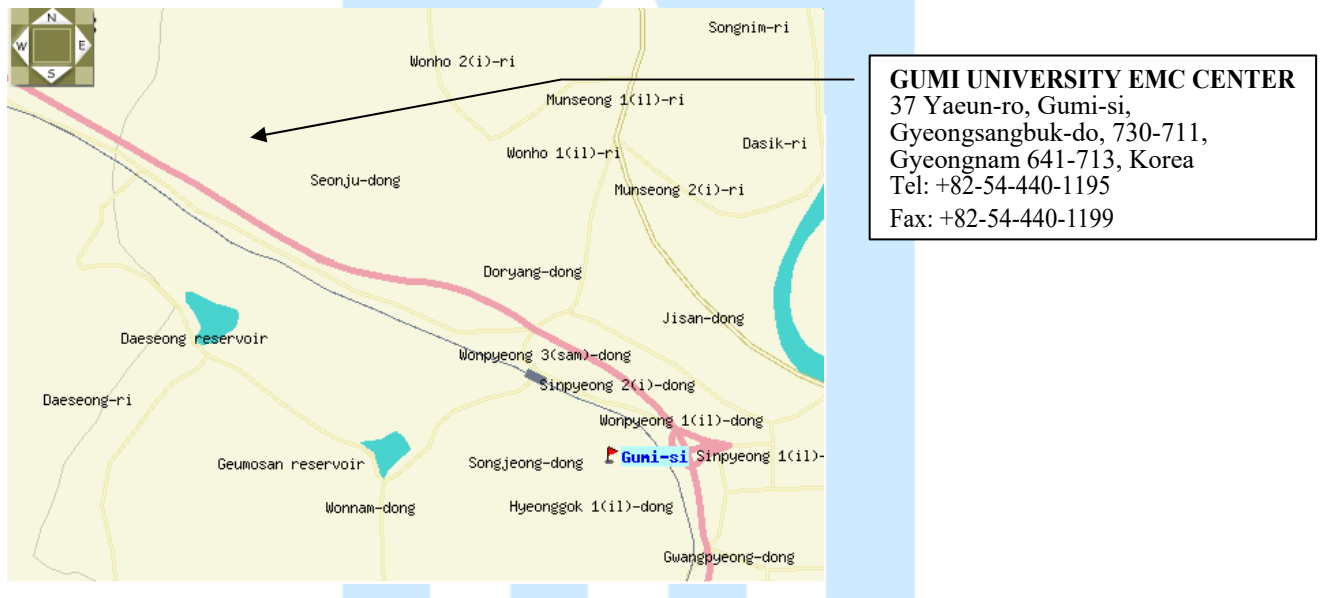 N
W E
S
Songnim-ri
Wonho 2(i)-ri
Munseong 1(il)-ri
Dasik-ri
Wonho 1(il)-ri
Seonju-dong
Munseong 2(i)-ri
Doryang-dong
Jisan-dong
Daeseong reservoir
Wonpyeong 3(sam)-dong
Sinpyeong 2(i)-dong
Daeseong-ri
Wonpyeong 1(il)-dong
Gumi-si
Sinpyeong 1(il)-
Geumosan reservoir
Songjeong-dong
Wonnam-dong
Hyeonggok 1(il)-dong
Gwangpyeong-dong
GUMI UNIVERSITY EMC CENTER
37 Yaeun-ro, Gumi-si,
Gyeongsangbuk-do, 730-711,
Gyeongnam 641-713, Korea
Tel: +82-54-440-1195
Fax: +82-54-440-1199